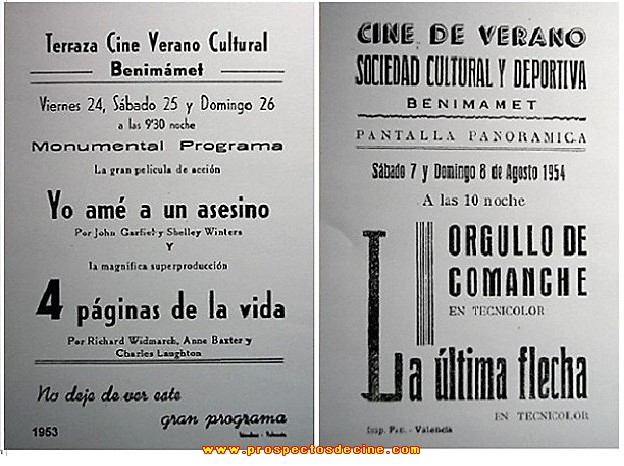 Terraza Cine Verano Cultural
Benimámet
Viernes 24, Sábado 25 y Domingo 26
a las 9'30 noche
Monumental Programa
La gran película de acción
Yo amé a un asesino
Por John Garfiel y Shelley Winters
Y
la magnífica superproducción
4 páginas de la vida
Por Richard Widmarck, Anne Baxter y
Charles Laughton
No deje de ver este
gran programa
1953
CINE DE VERANO
SOCIEDAD CULTURAL Y DEPORTIVA
BENIMAMET
PANTALLA PANORAMICA
Sábado 7 y Domingo 8 de Agosto 1954
A las 10 noche
ORGULLO DE
COMANCHE
EN TECNICOLOR
La última flecha
EN TECNICOLOR
Imp. - Valencia
www.prospectosdecine.com